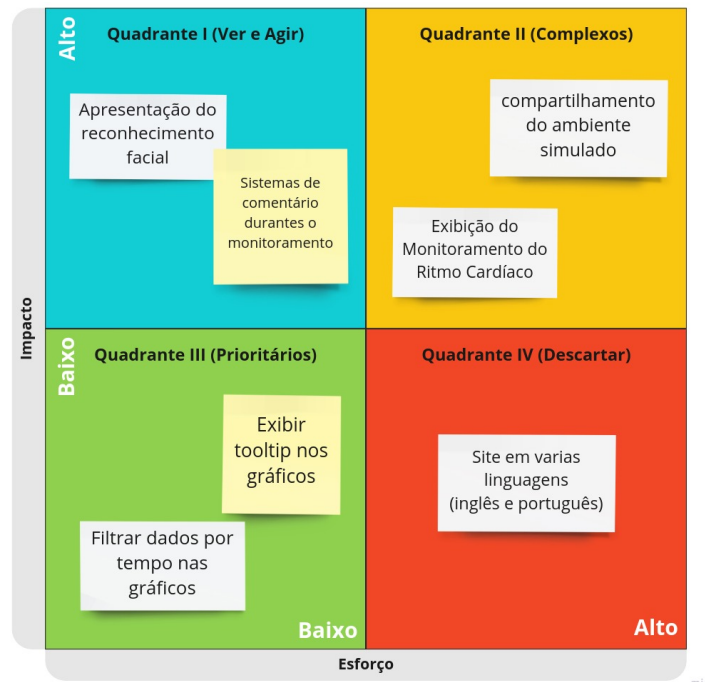 Alto
Quadrante I (Ver e Agir)
Apresentação do
reconhecimento
facial
Sistemas de
comentário
durantes o
monitoramento
Quadrante II (Complexos)
compartilhamento
do ambiente
simulado
Exibição do
Monitoramento do
Ritmo Cardíaco
Impacto
Baixo
Quadrante III (Prioritários)
Exibir
tooltip nos
gráficos
Filtrar dados por
tempo nas
gráficos
Baixo
Quadrante IV (Descartar)
Site em varias
linguagens
(inglês e português)
Alto
Esforço